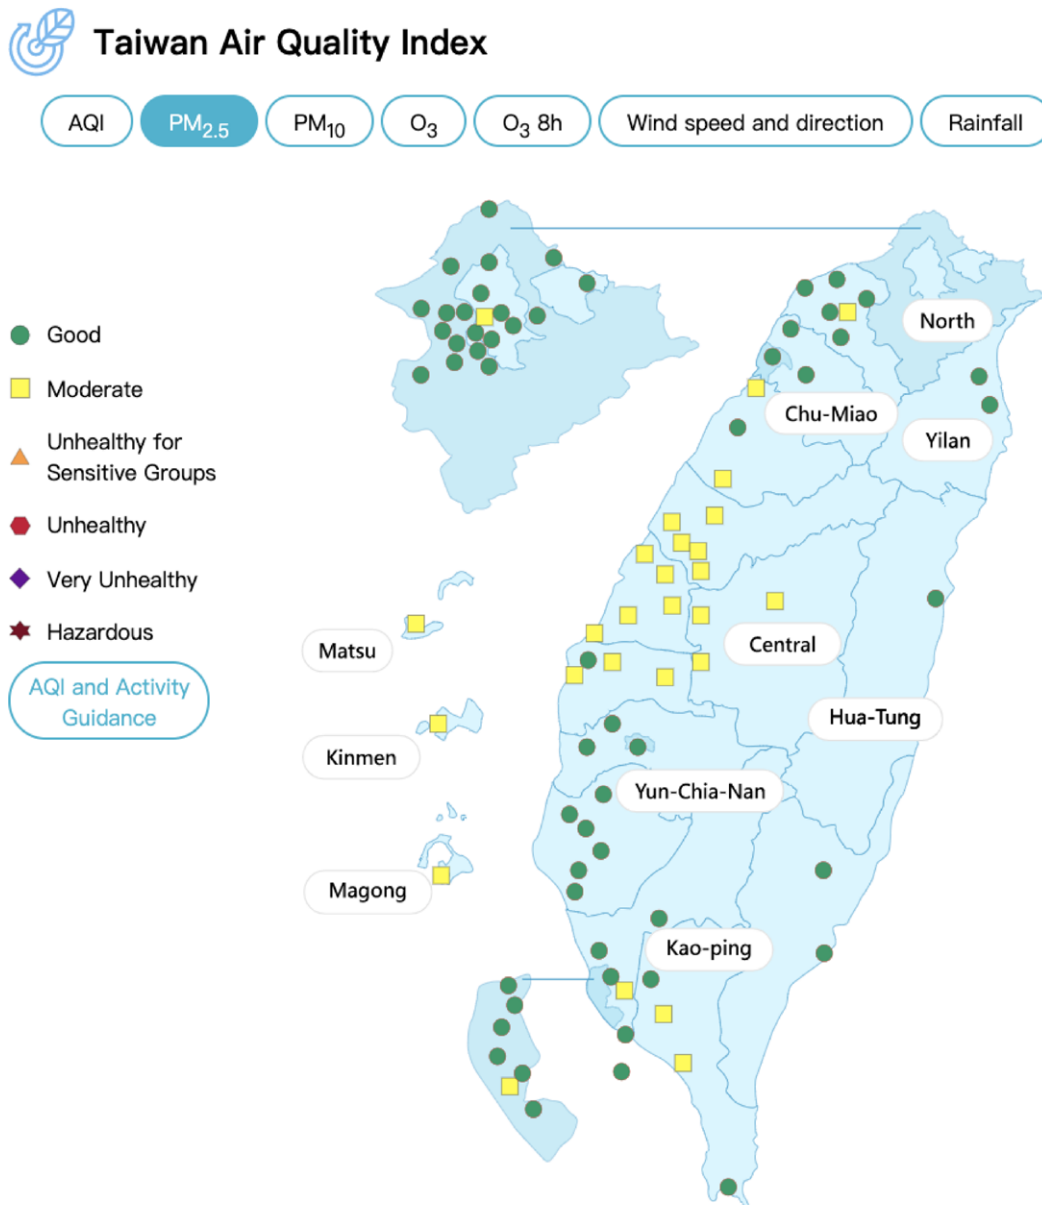 Taiwan Air Quality Index
AQI
PM2.5
PM10
O3
O3 8h
Wind speed and direction
Rainfall
Good
Moderate
Unhealthy for
Sensitive Groups
Unhealthy
Very Unhealthy
Hazardous
AQI and Activity
Guidance
North
Chu-Miao
Yilan
Central
Matsu
Hua-Tung
Kinmen
Yun-Chia-Nan
Magong
Kao-ping